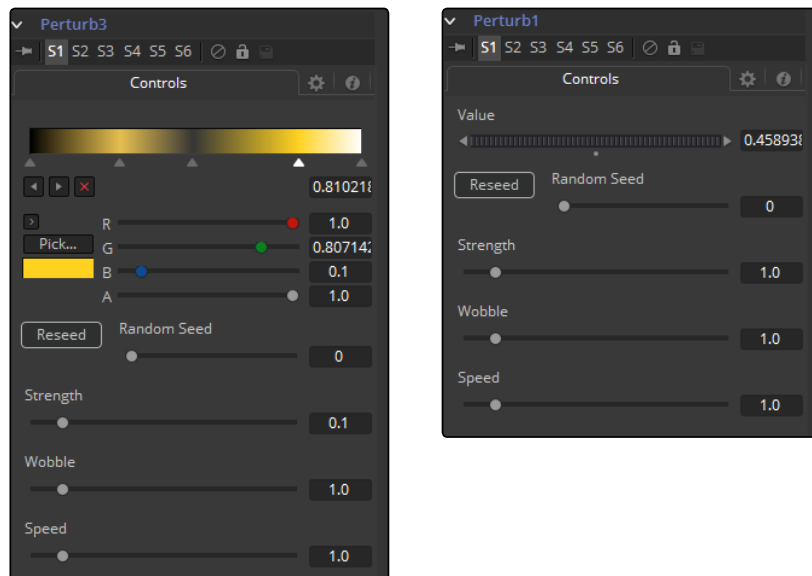 Perturb3
S1 S2 S3 S4 S5 S6
Controls
0.810218
R 1.0
Pick... G 0.807142
B 0.1
A 1.0
Reseed Random Seed
0
Strength
0.1
Wobble
1.0
Speed
1.0
Perturb1
S1 S2 S3 S4 S5 S6
Controls
Value
0.458938
Reseed Random Seed
0
Strength
1.0
Wobble
1.0
Speed
1.0